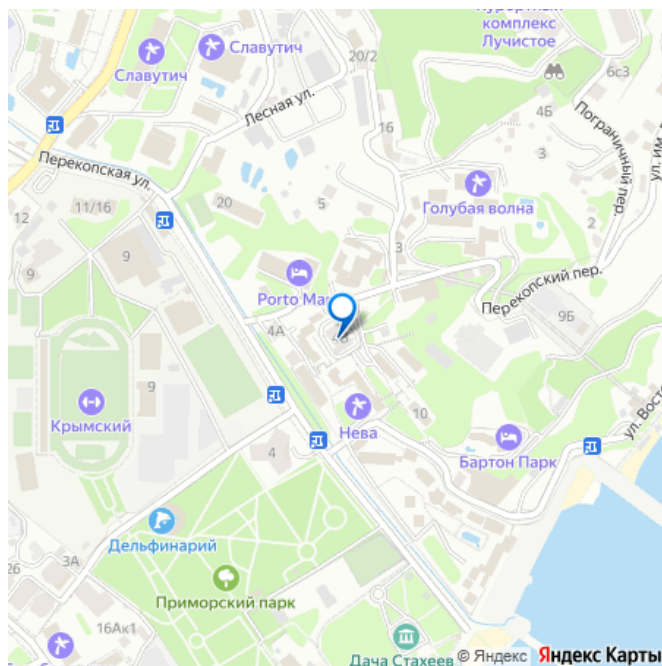 курортный
комплекс
Лучистое
Славутич
Славутич
20/2
6с3
Лесная ул.
4Б
Пограничный пер.
ул. им.
16
3
Перекопская ул.
Голубая волна
12
11/16
20
5
2
3
9
9
Porto Mare
Перекопский пер.
9Б
4А
9
Крымский
Нева
10
ул. Восто
4
Бартон Парк
Дельфинарий
3А
26
Приморский парк
16Ак1
Дача Стахеев
© Яндекс Яндекс Карты